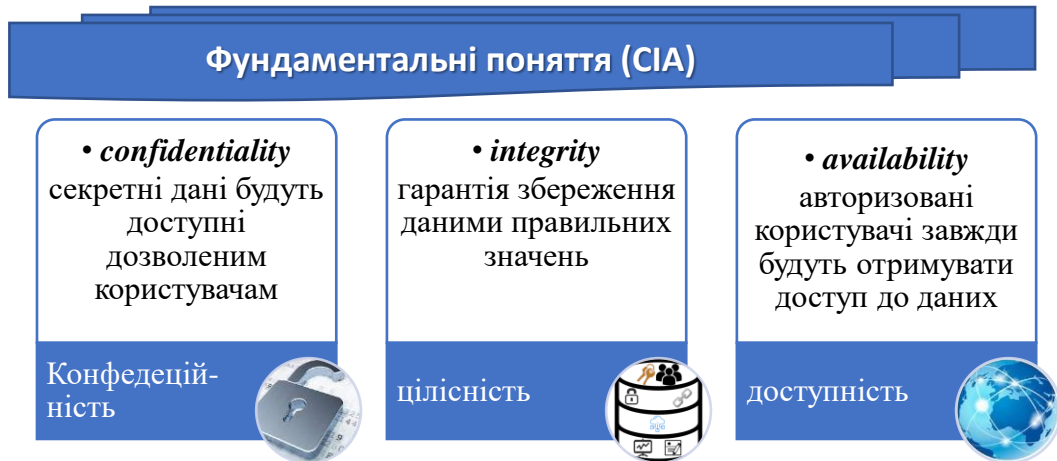 Фундаментальні поняття (CIA)
• confidentiality
секретні дані будуть
доступні
дозволеним
користувачам
Конфедецій-
ність
• integrity
гарантія збереження
даними правильних
значень
цілісність
• availability
авторизовані
користувачі завжди
будуть отримувати
доступ до даних
доступність